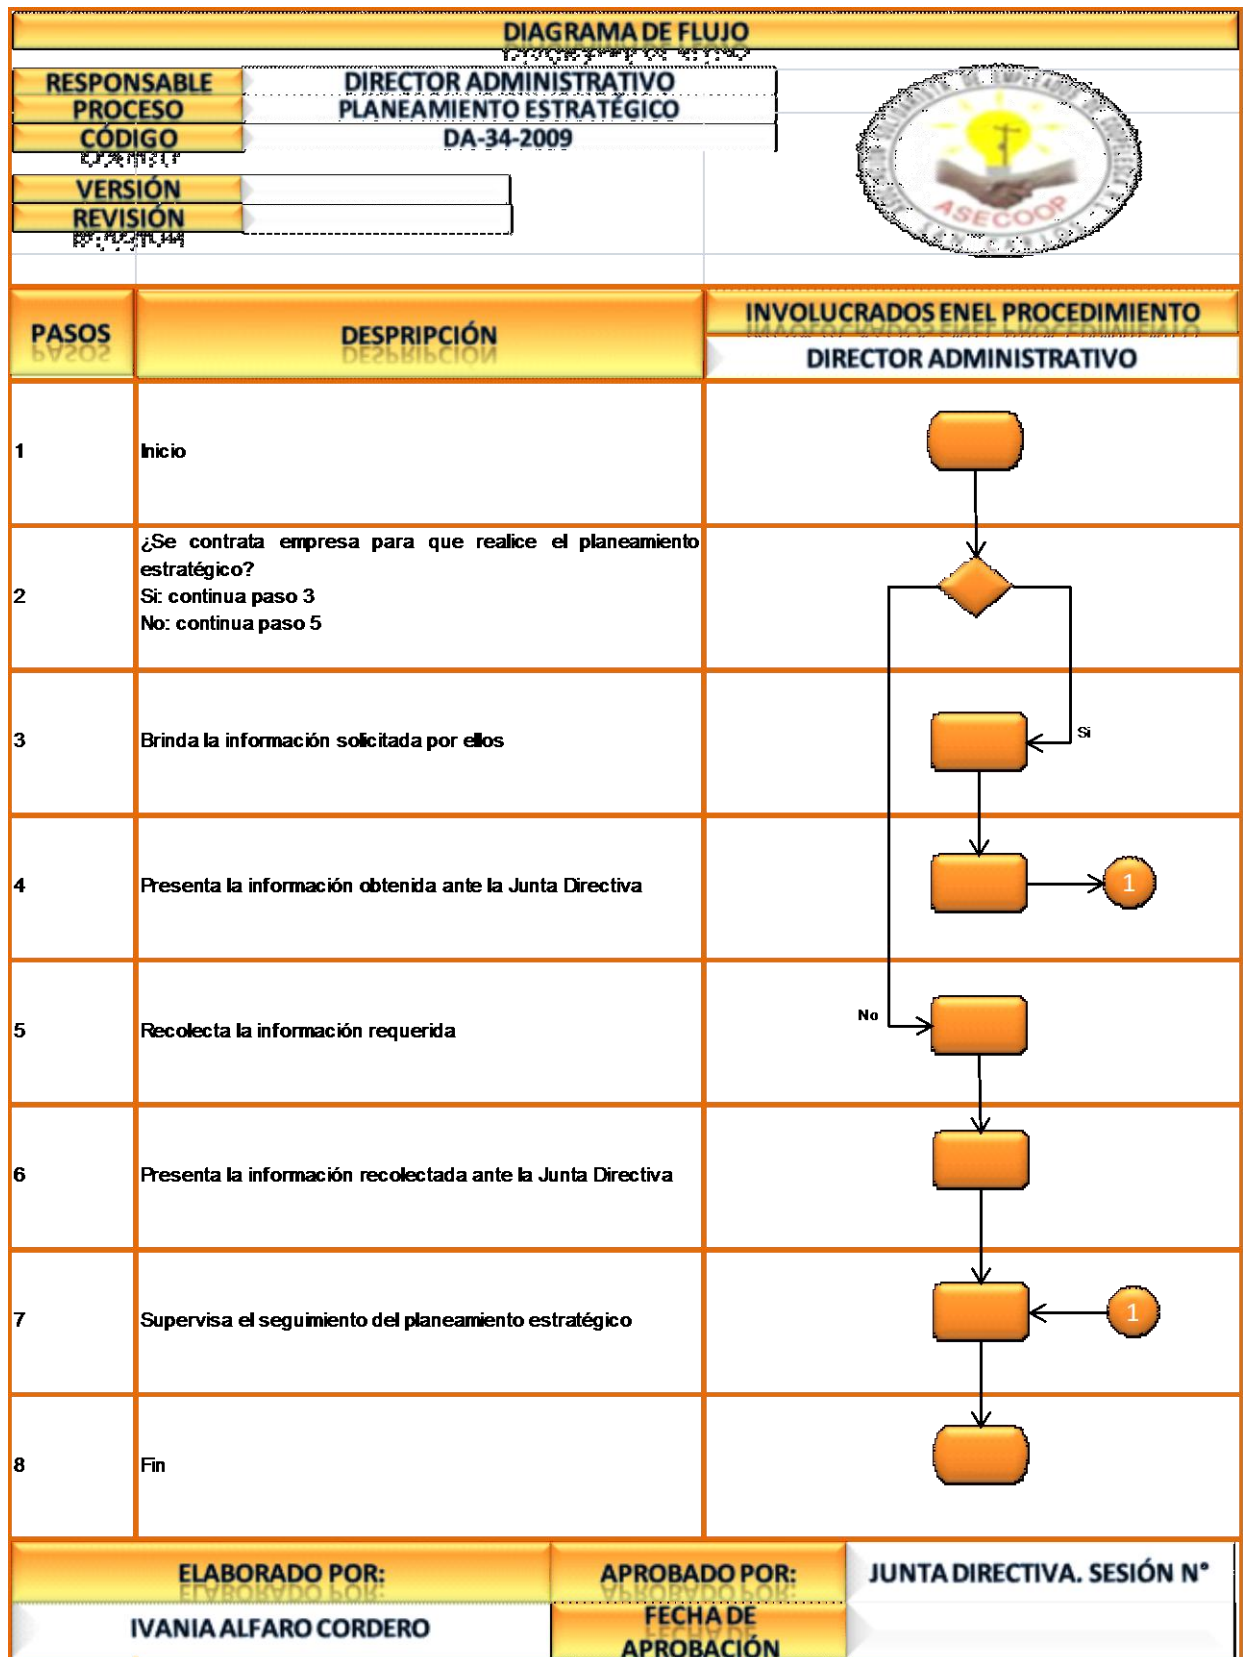 DIAGRAMA DE FLUJO
RESPONSABLE DIRECTOR ADMINISTRATIVO
PROCESO PLANEAMIENTO ESTRATÉGICO
CÓDIGO DA-34-2009
VERSIÓN
REVISIÓN
ASECOOP
SAN CARLOS
PASOS DESPRIPCIÓN INVOLUCRADOS ENEL PROCEDIMIENTO
DIRECTOR ADMINISTRATIVO
1 Inicio
2 ¿Se contrata empresa para que realice el planeamiento
estratégico?
Si: continua paso 3
No: continua paso 5
3 Brinda la información solicitada por ellos
Si
4 Presenta la información obtenida ante la Junta Directiva
1
5 Recolecta la información requerida
No
6 Presenta la información recolectada ante la Junta Directiva
7 Supervisa el seguimiento del planeamiento estratégico
1
8 Fin
ELABORADO POR: APROBADO POR: JUNTA DIRECTIVA. SESIÓN N°
IVANIA ALFARO CORDERO FECHA DE
APROBACIÓN